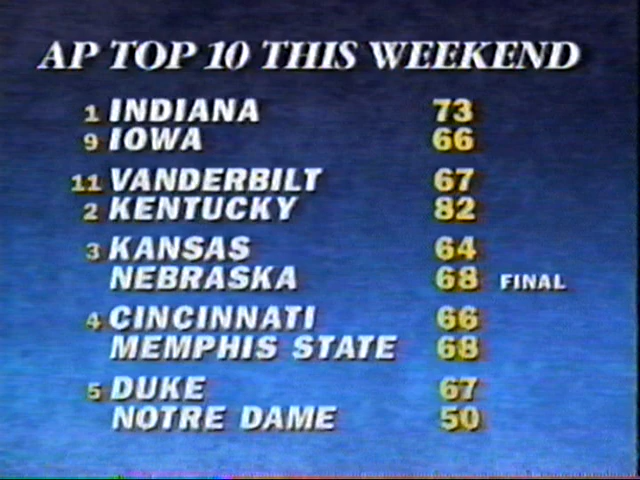 AP TOP 10 THIS WEEKEND
1 INDIANA 73
9 IOWA 66
11 VANDERBILT 67
2 KENTUCKY 82
3 KANSAS 64
NEBRASKA 68 FINAL
4 CINCINNATI 66
MEMPHIS STATE 68
5 DUKE 67
NOTRE DAME 50